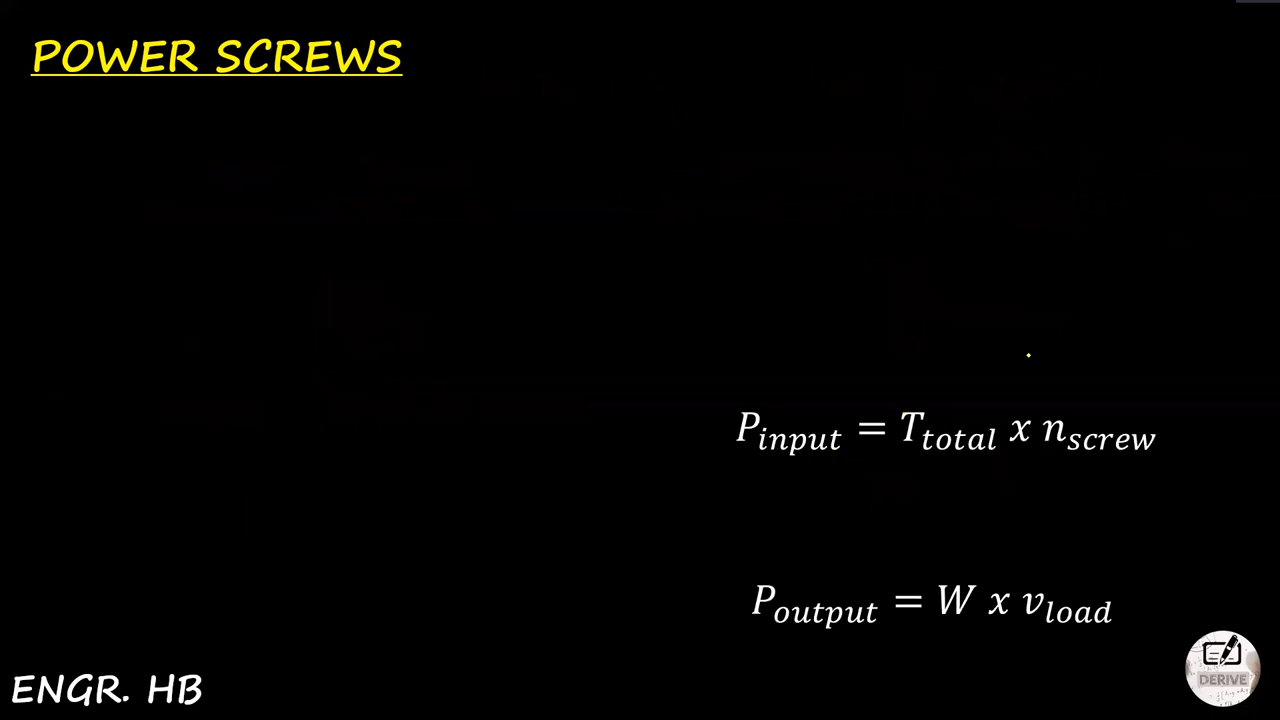 POWER SCREWS
P_input = T_total x n_screw
P_output = W x v_load
DERIVE
ENGR. HB